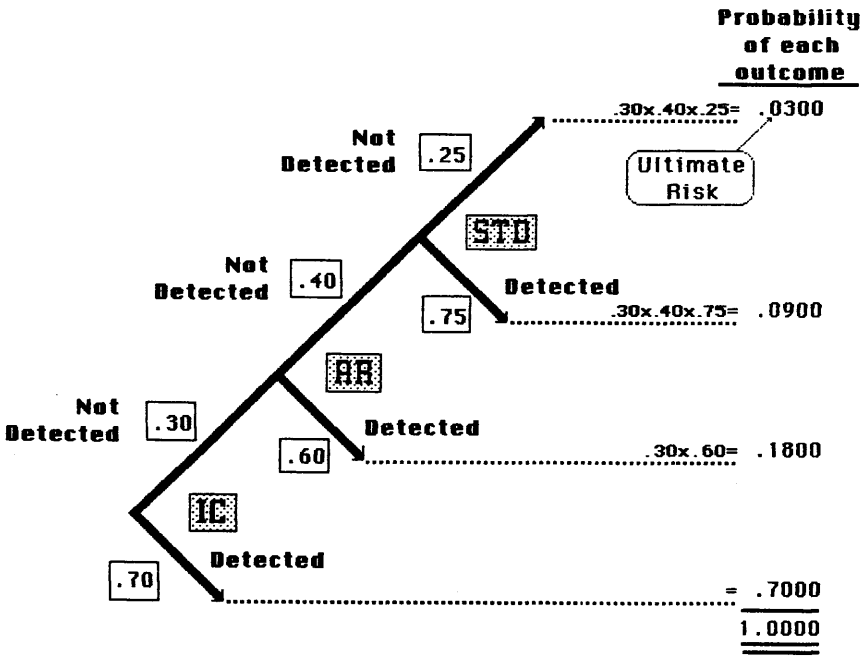 Probability
of each
outcome
.30x.40x.25= .0300
Ultimate
Risk
Not
Detected
.25
STD
Not
Detected
.40
.75
Detected
.30x.40x.75= .0900
AR
Not
Detected
.30
.60
Detected
.30x.60= .1800
IC
.70
Detected
= .7000
1.0000